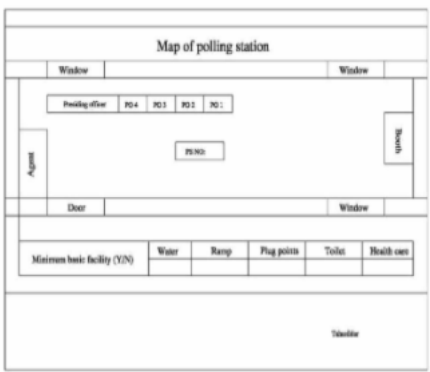 Map of polling station
Window Window
Presiding officer PO 4 PO 3 PO 2 PO 1
Booth
PS NO:
Agent
Door Window
Minimum basic facility (Y/N) Water Ramp Plug points Toilet Health care
Tahsildar